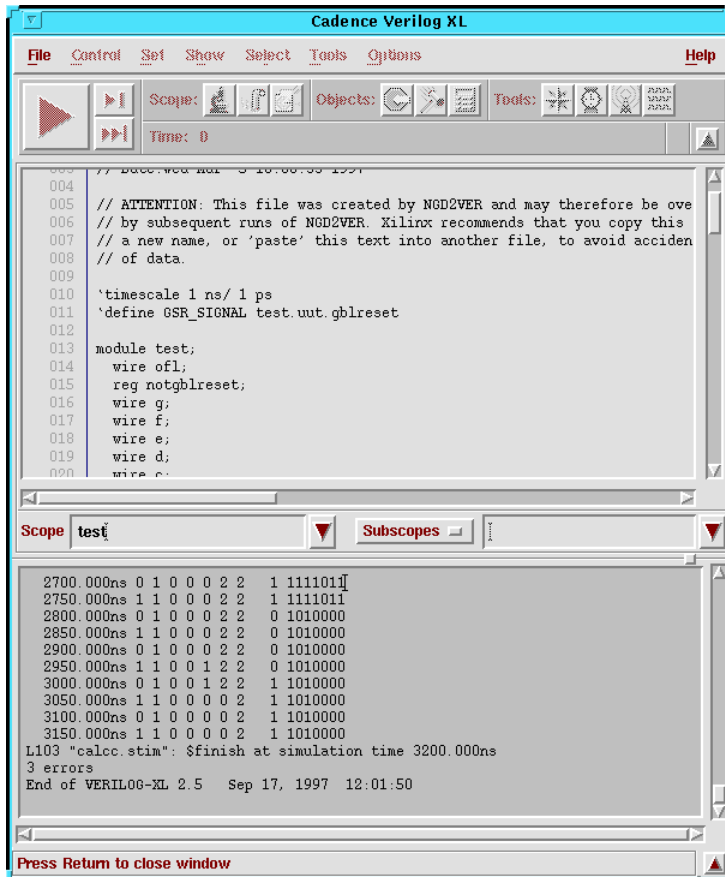 Cadence Verilog XL
File Control Set Show Select Tools Options Help
Scope: Objects: Tools:
Time: 0
003 // Date:Wed Mar
004
005 // ATTENTION: This file was created by NGD2VER and may therefore be ove
006 // by subsequent runs of NGD2VER. Xilinx recommends that you copy this
007 // a new name, or 'paste' this text into another file, to avoid acciden
008 // of data.
009
010 `timescale 1 ns/ 1 ps
011 `define GSR_SIGNAL test.uut.gblreset
012
013 module test;
014 wire ofl;
015 reg notgblreset;
016 wire g;
017 wire f;
018 wire e;
019 wire d;
020 wire c;
Scope test Subscopes
2700.000ns 0 1 0 0 0 2 2 1 1111011
2750.000ns 1 1 0 0 0 2 2 1 1111011
2800.000ns 0 1 0 0 0 2 2 0 1010000
2850.000ns 1 1 0 0 0 2 2 0 1010000
2900.000ns 0 1 0 0 0 2 2 0 1010000
2950.000ns 1 1 0 0 1 2 2 1 1010000
3000.000ns 0 1 0 0 1 2 2 1 1010000
3050.000ns 1 1 0 0 0 0 2 1 1010000
3100.000ns 0 1 0 0 0 0 2 1 1010000
3150.000ns 1 1 0 0 0 0 2 1 1010000
L103 "calcc.stim": $finish at simulation time 3200.000ns
3 errors
End of VERILOG-XL 2.5 Sep 17, 1997 12:01:50
Press Return to close window